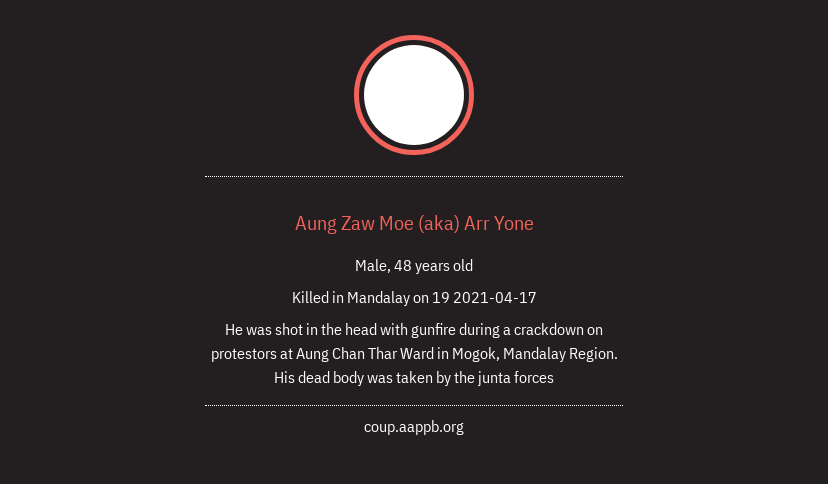 Aung Zaw Moe (aka) Arr Yone
Male, 48 years old
Killed in Mandalay on 19 2021-04-17
He was shot in the head with gunfire during a crackdown on
protestors at Aung Chan Thar Ward in Mogok, Mandalay Region.
His dead body was taken by the junta forces
coup.aappb.org